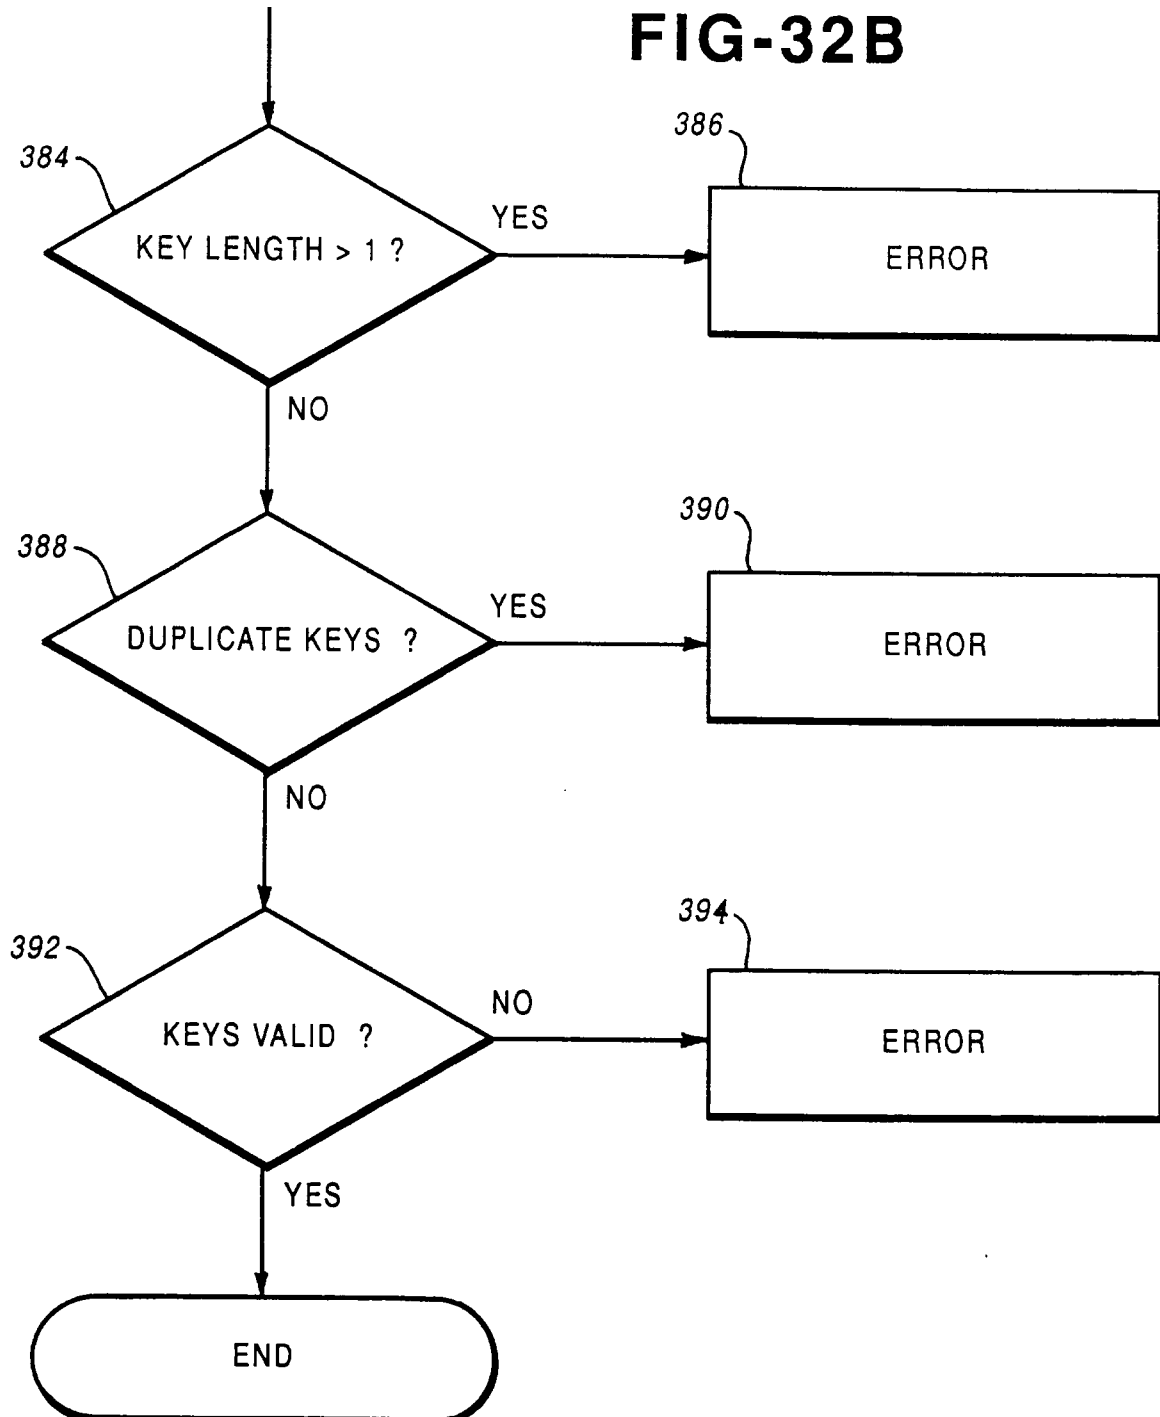 FIG-32B
384
KEY LENGTH > 1 ?
YES
386
ERROR
NO
388
DUPLICATE KEYS ?
YES
390
ERROR
NO
392
KEYS VALID ?
NO
394
ERROR
YES
END